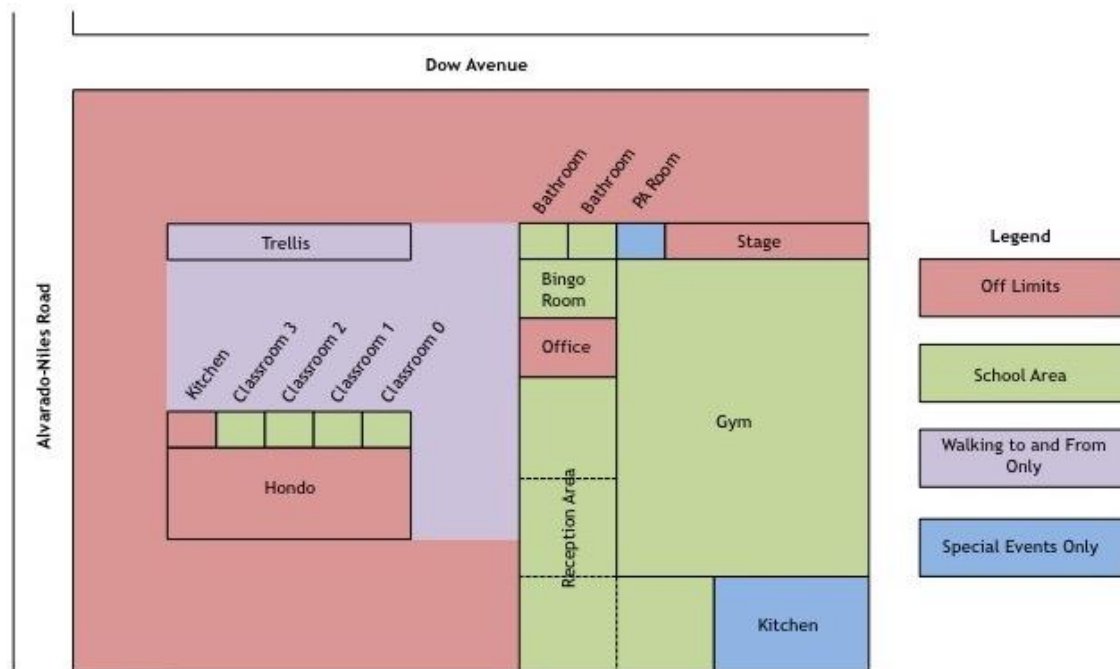 Dow Avenue
Alvarado-Niles Road
Bathroom
Bathroom
PA Room
Trellis
Stage
Bingo
Room
Office
Kitchen
Classroom 3
Classroom 2
Classroom 1
Classroom 0
Gym
Hondo
Reception Area
Kitchen
Legend
Off Limits
School Area
Walking to and From
Only
Special Events Only